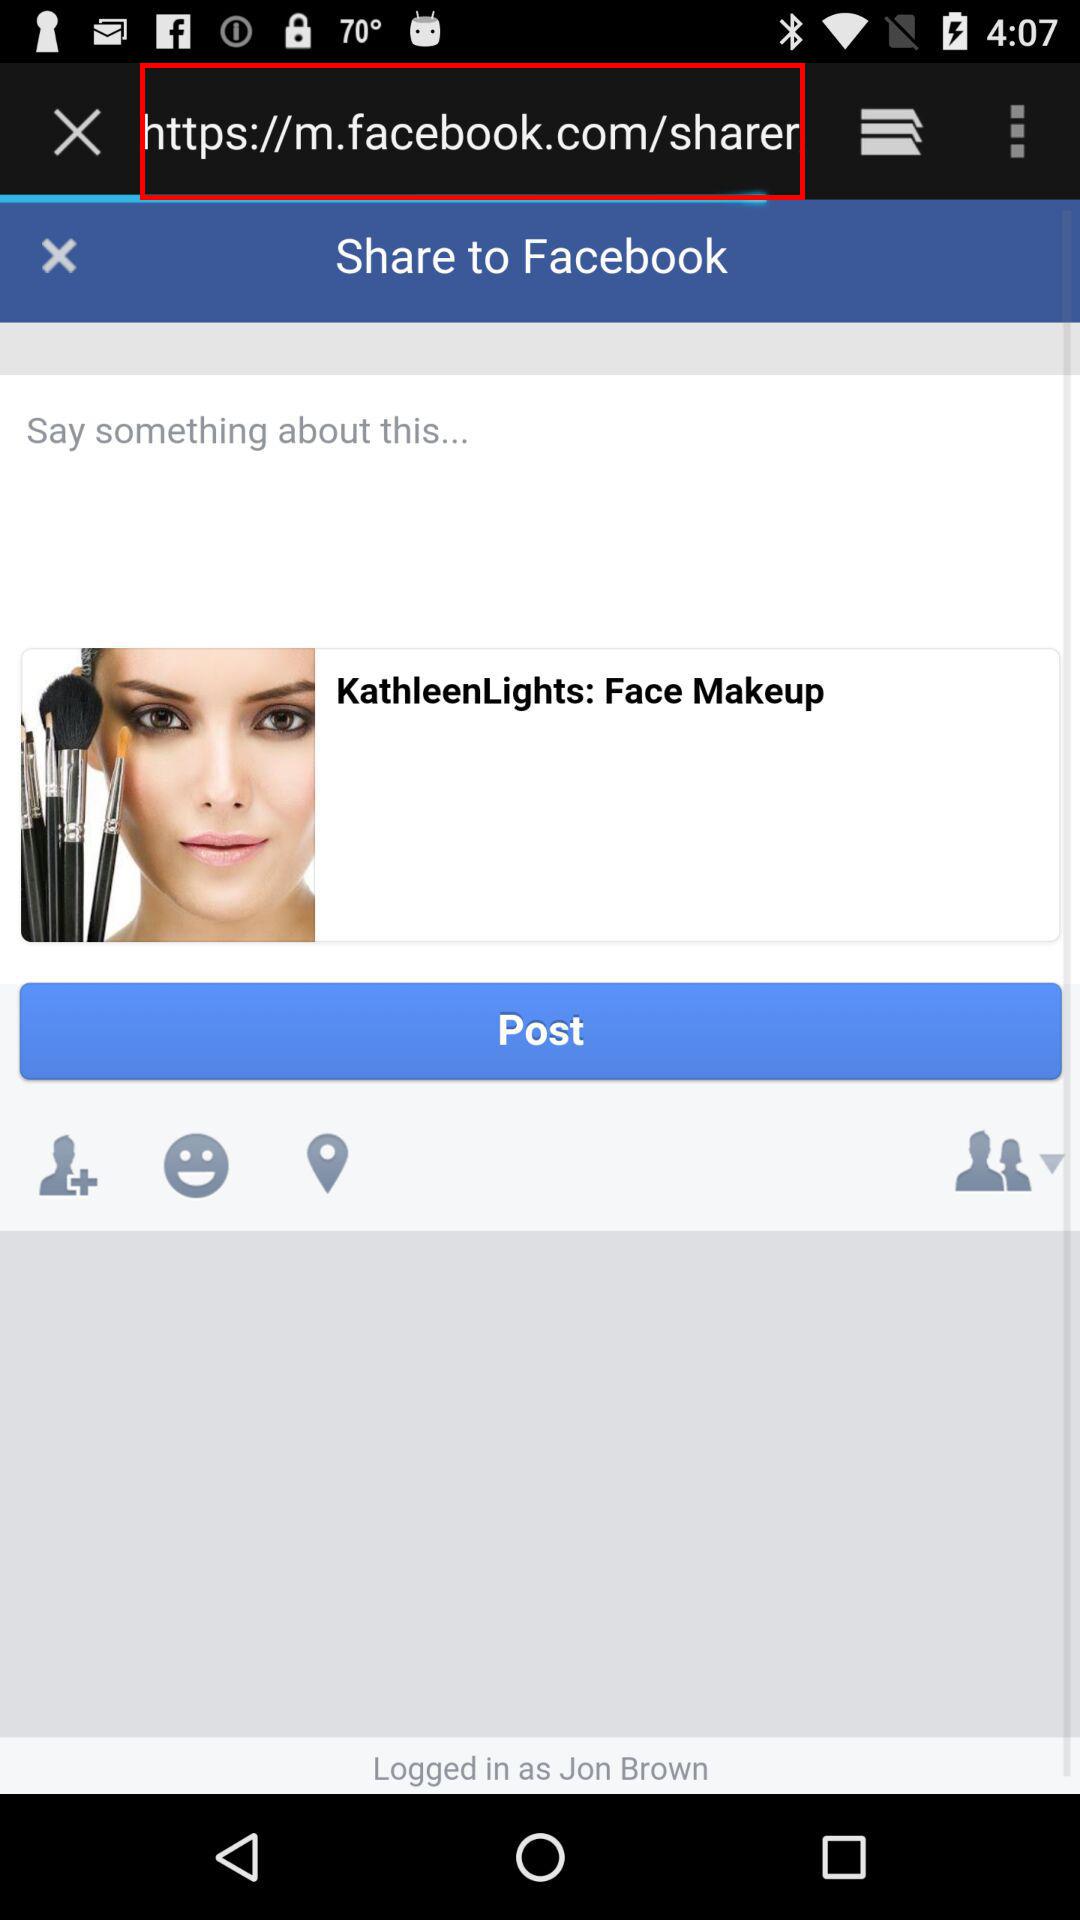 70° 4:07
https://m.facebook.com/sharer
Share to Facebook
Say something about this...
KathleenLights: Face Makeup
Post
Logged in as Jon Brown